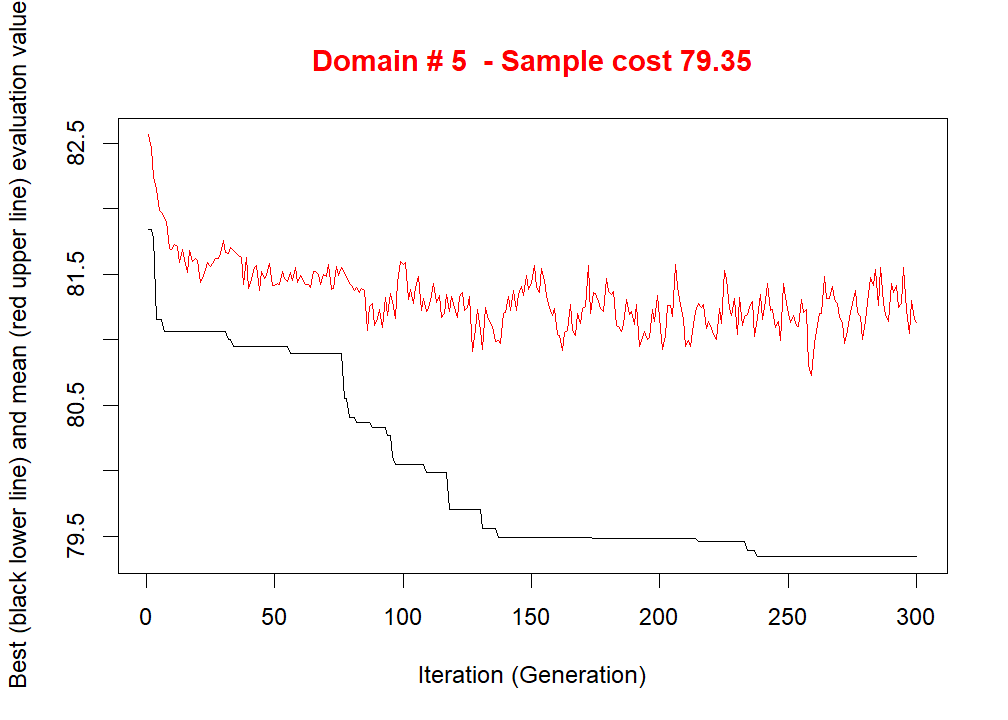 Domain # 5  - Sample cost 79.35
Best (black lower line) and mean (red upper line) evaluation value
82.5
81.5
80.5
79.5
0 50 100 150 200 250 300
Iteration (Generation)